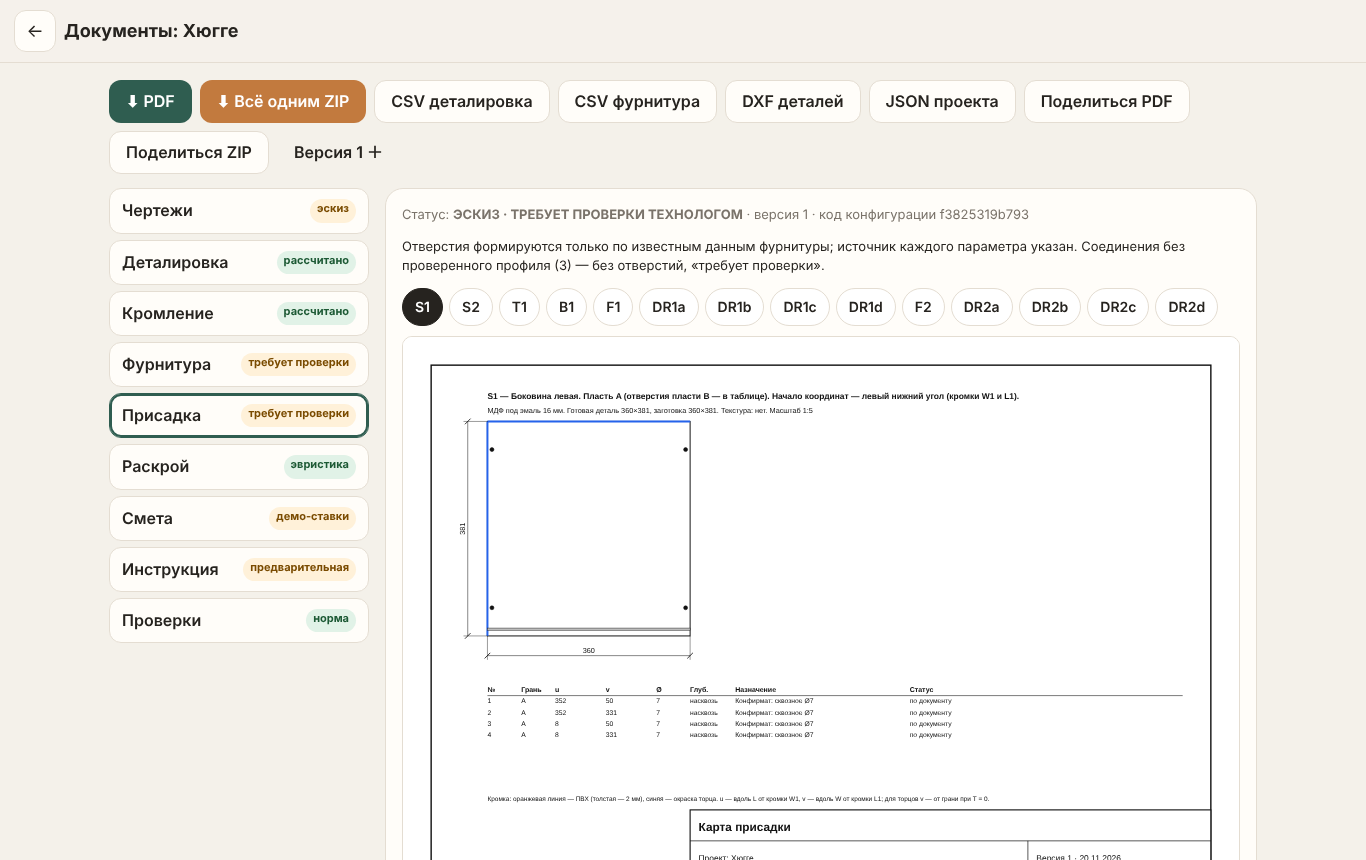 Документы: Хюгге
⬇ PDF
⬇ Всё одним ZIP
CSV деталировка
CSV фурнитура
DXF деталей
JSON проекта
Поделиться PDF
Поделиться ZIP
Версия 1 +
Чертежи эскиз
Деталировка рассчитано
Кромление рассчитано
Фурнитура требует проверки
Присадка требует проверки
Раскрой эвристика
Смета демо-ставки
Инструкция предварительная
Проверки норма
Статус: ЭСКИЗ · ТРЕБУЕТ ПРОВЕРКИ ТЕХНОЛОГОМ · версия 1 · код конфигурации f3825319b793
Отверстия формируются только по известным данным фурнитуры; источник каждого параметра указан. Соединения без
проверенного профиля (3) — без отверстий, «требует проверки».
S1 S2 T1 B1 F1 DR1a DR1b DR1c DR1d F2 DR2a DR2b DR2c DR2d
S1 — Боковина левая. Пласть A (отверстия пласти B — в таблице). Начало координат — левый нижний угол (кромки W1 и L1).
МДФ под эмаль 16 мм. Готовая деталь 360×381, заготовка 360×381. Текстура: нет. Масштаб 1:5
381
360
№ Грань u v Ø Глуб. Назначение Статус
1 A 352 50 7 насквозь Конфирмат: сквозное Ø7 по документу
2 A 352 331 7 насквозь Конфирмат: сквозное Ø7 по документу
3 A 8 50 7 насквозь Конфирмат: сквозное Ø7 по документу
4 A 8 331 7 насквозь Конфирмат: сквозное Ø7 по документу
Кромка: оранжевая линия — ПВХ (толстая — 2 мм), синяя — окраска торца. u — вдоль L от кромки W1, v — вдоль W от кромки L1; для торцов v — от грани при T = 0.
Карта присадки
Проект: Хюгге
Версия 1 · 20.11.2026